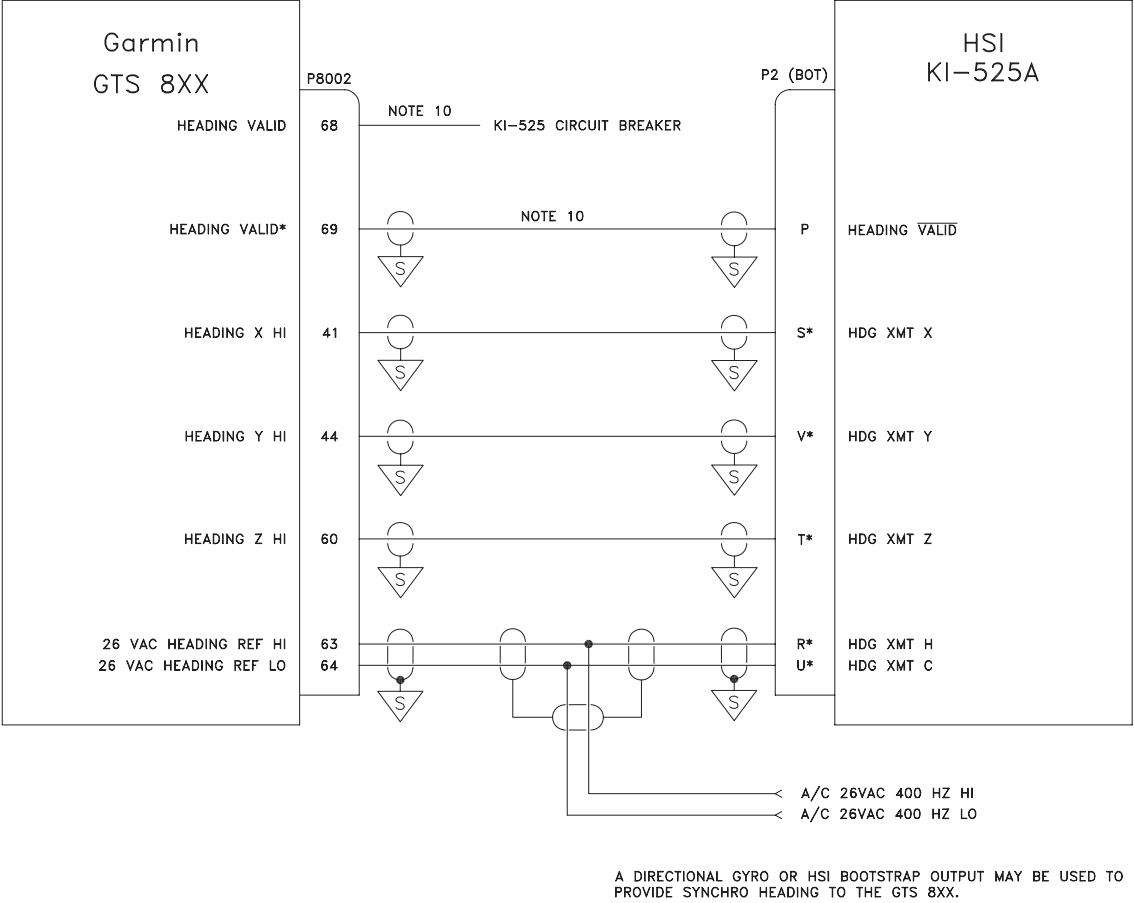 Garmin
GTS 8XX
HSI
KI-525A
P8002
P2 (BOT)
HEADING VALID 68 NOTE 10 KI-525 CIRCUIT BREAKER
HEADING VALID* 69 NOTE 10 P HEADING VALID
S S
HEADING X HI 41 S* HDG XMT X
S S
HEADING Y HI 44 V* HDG XMT Y
S S
HEADING Z HI 60 T* HDG XMT Z
S S
26 VAC HEADING REF HI 63 R* HDG XMT H
26 VAC HEADING REF LO 64 U* HDG XMT C
S S
A/C 26VAC 400 HZ HI
A/C 26VAC 400 HZ LO
A DIRECTIONAL GYRO OR HSI BOOTSTRAP OUTPUT MAY BE USED TO
PROVIDE SYNCHRO HEADING TO THE GTS 8XX.